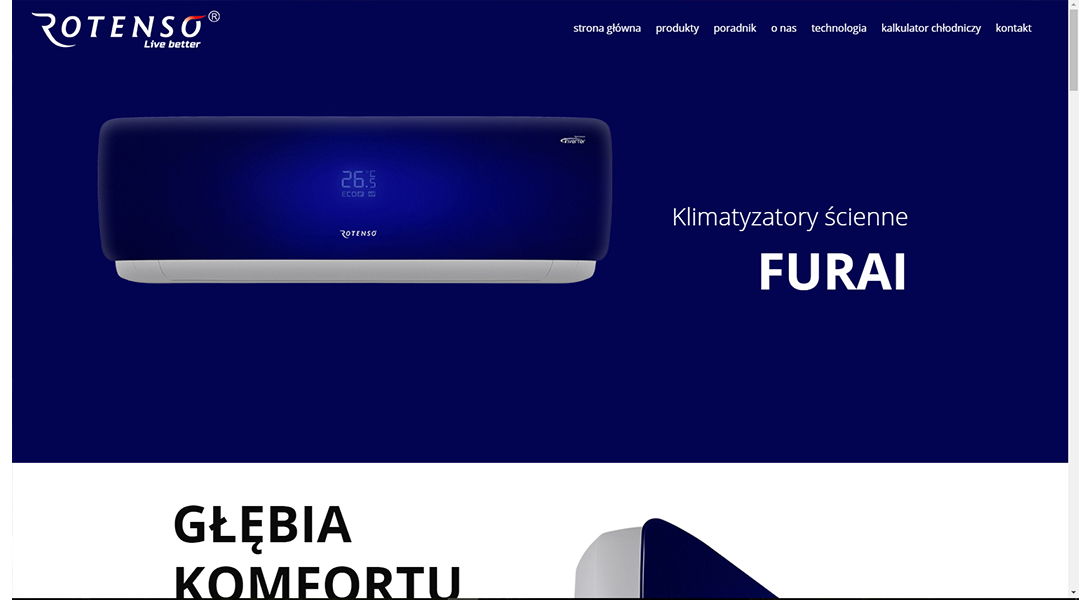 ROTENSO®
Live better
strona główna produkty poradnik o nas technologia kalkulator chłodniczy kontakt
inverter
26.5
ECO
ROTENSO
Klimatyzatory ścienne
FURAI
GŁĘBIA
KOMFORTU